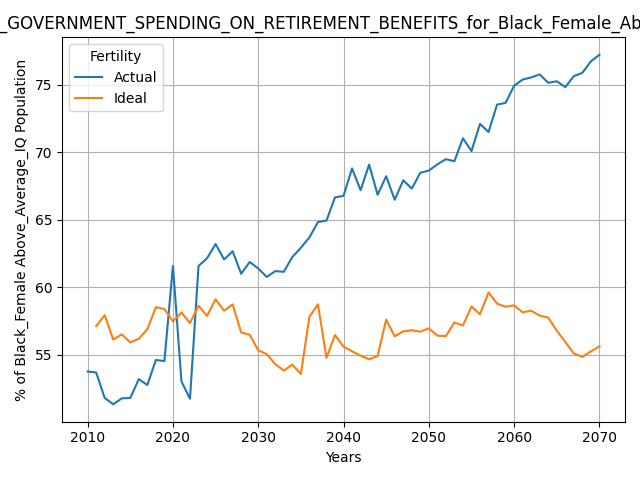 _GOVERNMENT_SPENDING_ON_RETIREMENT_BENEFITS_for_Black_Female_Ab
Fertility
Actual
Ideal
% of Black_Female Above_Average_IQ Population
75
70
65
60
55
2010 2020 2030 2040 2050 2060 2070
Years